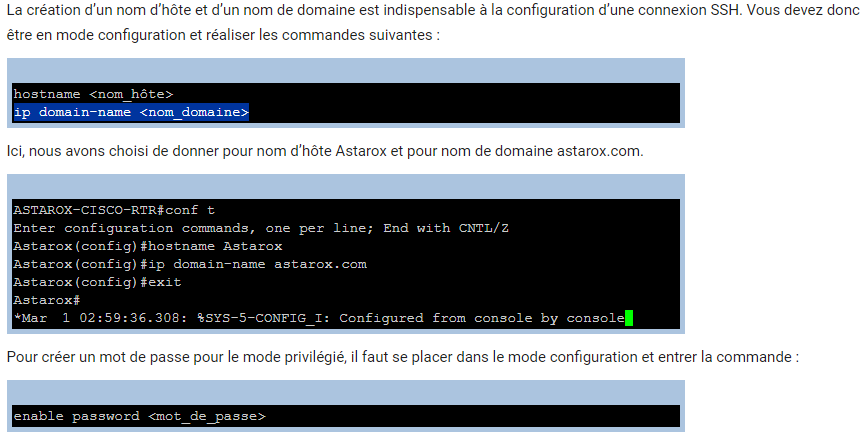 La création d’un nom d’hôte et d’un nom de domaine est indispensable à la configuration d’une connexion SSH. Vous devez donc
être en mode configuration et réaliser les commandes suivantes :
hostname <nom_hôte>
ip domain-name <nom_domaine>
Ici, nous avons choisi de donner pour nom d’hôte Astarox et pour nom de domaine astarox.com.
ASTAROX-CISCO-RTR#conf t
Enter configuration commands, one per line; End with CNTL/Z
Astarox(config)#hostname Astarox
Astarox(config)#ip domain-name astarox.com
Astarox(config)#exit
Astarox#
*Mar  1 02:59:36.308: %SYS-5-CONFIG_I: Configured from console by console
Pour créer un mot de passe pour le mode privilégié, il faut se placer dans le mode configuration et entrer la commande :
enable password <mot_de_passe>